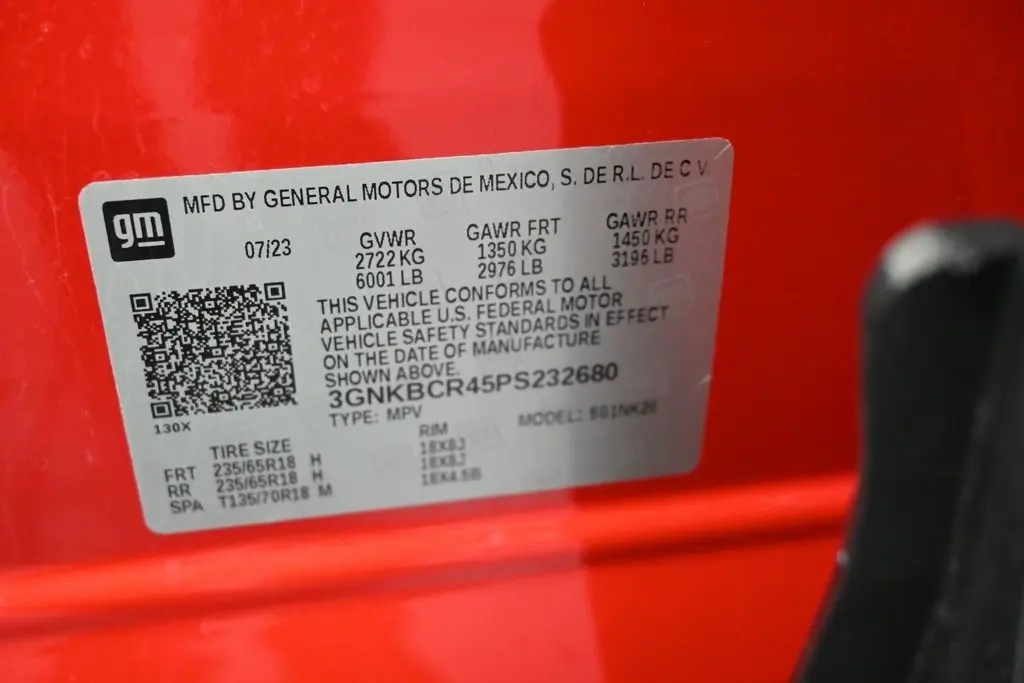 gm
MFD BY GENERAL MOTORS DE MEXICO, S. DE R.L. DE C V
07/23
GVWR
2722 KG
6001 LB
GAWR FRT
1350 KG
2976 LB
GAWR RR
1450 KG
3196 LB
THIS VEHICLE CONFORMS TO ALL
APPLICABLE U.S. FEDERAL MOTOR
VEHICLE SAFETY STANDARDS IN EFFECT
ON THE DATE OF MANUFACTURE
SHOWN ABOVE.
3GNKBCR45PS232680
TYPE: MPV
MODEL:
130X
TIRE SIZE
RIM
FRT 235/65R18 H 18X8J
RR 235/65R18 H 18X8J
SPA T135/70R18 M 18X4.5B